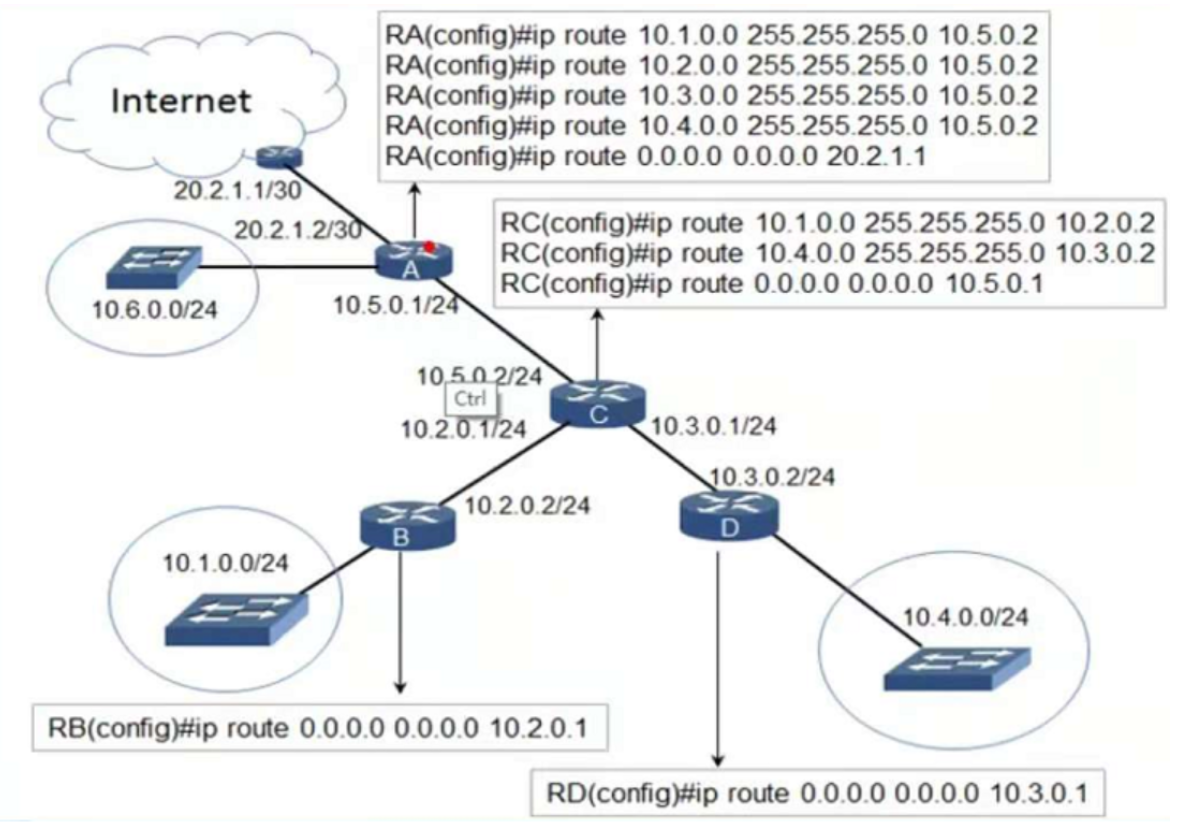 RA(config)#ip route 10.1.0.0 255.255.255.0 10.5.0.2
RA(config)#ip route 10.2.0.0 255.255.255.0 10.5.0.2
RA(config)#ip route 10.3.0.0 255.255.255.0 10.5.0.2
RA(config)#ip route 10.4.0.0 255.255.255.0 10.5.0.2
RA(config)#ip route 0.0.0.0 0.0.0.0 20.2.1.1
Internet
20.2.1.1/30
20.2.1.2/30
RC(config)#ip route 10.1.0.0 255.255.255.0 10.2.0.2
RC(config)#ip route 10.4.0.0 255.255.255.0 10.3.0.2
RC(config)#ip route 0.0.0.0 0.0.0.0 10.5.0.1
A
10.6.0.0/24
10.5.0.1/24
10.5.0.2/24
Ctrl
10.2.0.1/24
C
10.3.0.1/24
10.3.0.2/24
10.2.0.2/24
B
D
10.1.0.0/24
10.4.0.0/24
RB(config)#ip route 0.0.0.0 0.0.0.0 10.2.0.1
RD(config)#ip route 0.0.0.0 0.0.0.0 10.3.0.1